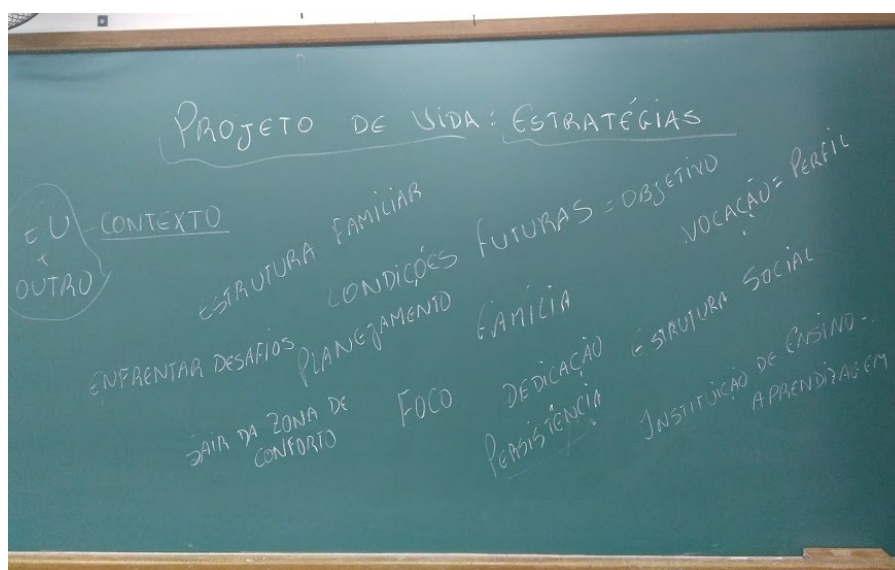 PROJETO DE VIDA: ESTRATÉGIAS
EU
+
OUTRO
CONTEXTO
ESTRUTURA FAMILIAR
CONDIÇÕES FUTURAS = OBJETIVO
VOCAÇÃO = PERFIL
ENFRENTAR DESAFIOS
PLANEJAMENTO
FAMÍLIA
ESTRUTURA SOCIAL
SAIR DA ZONA DE
CONFORTO
FOCO
DEDICAÇÃO
PERSISTÊNCIA
INSTITUIÇÃO DE ENSINO-
APRENDIZAGEM